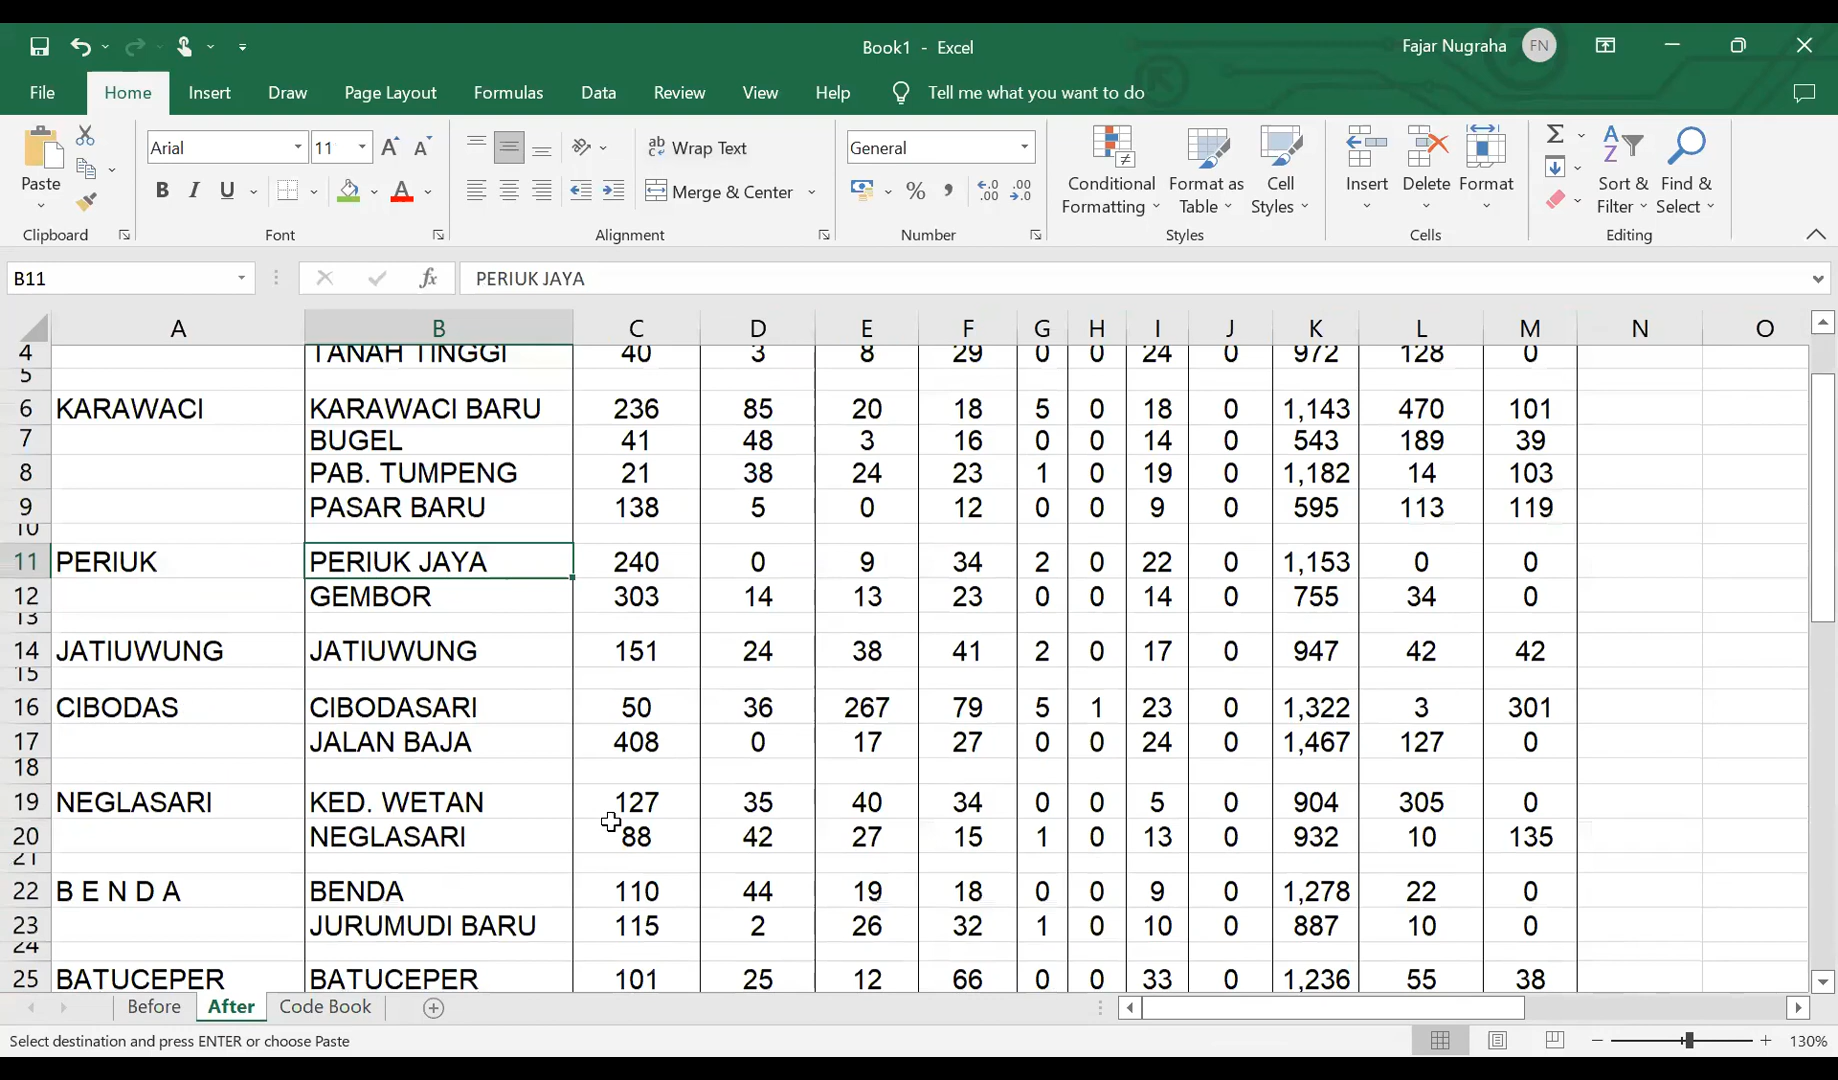 Book1 - Excel
Fajar Nugraha FN
File Home Insert Draw Page Layout Formulas Data Review View Help Tell me what you want to do
Paste
Clipboard
Arial 11
B I U
Font
ab Wrap Text
Merge & Center
Alignment
General
Number
Conditional Formatting
Format as Table
Cell Styles
Styles
Insert Delete Format
Cells
Sort & Filter
Find & Select
Editing
B11 fx PERIUK JAYA
A B C D E F G H I J K L M N O
4 TANAH TINGGI 40 3 8 29 0 0 24 0 972 128 0
5
6 KARAWACI KARAWACI BARU 236 85 20 18 5 0 18 0 1,143 470 101
7 BUGEL 41 48 3 16 0 0 14 0 543 189 39
8 PAB. TUMPENG 21 38 24 23 1 0 19 0 1,182 14 103
9 PASAR BARU 138 5 0 12 0 0 9 0 595 113 119
10
11 PERIUK PERIUK JAYA 240 0 9 34 2 0 22 0 1,153 0 0
12 GEMBOR 303 14 13 23 0 0 14 0 755 34 0
13
14 JATIUWUNG JATIUWUNG 151 24 38 41 2 0 17 0 947 42 42
15
16 CIBODAS CIBODASARI 50 36 267 79 5 1 23 0 1,322 3 301
17 JALAN BAJA 408 0 17 27 0 0 24 0 1,467 127 0
18
19 NEGLASARI KED. WETAN 127 35 40 34 0 0 5 0 904 305 0
20 NEGLASARI 88 42 27 15 1 0 13 0 932 10 135
21
22 B E N D A BENDA 110 44 19 18 0 0 9 0 1,278 22 0
23 JURUMUDI BARU 115 2 26 32 1 0 10 0 887 10 0
24
25 BATUCEPER BATUCEPER 101 25 12 66 0 0 33 0 1,236 55 38
Before After Code Book
Select destination and press ENTER or choose Paste
130%